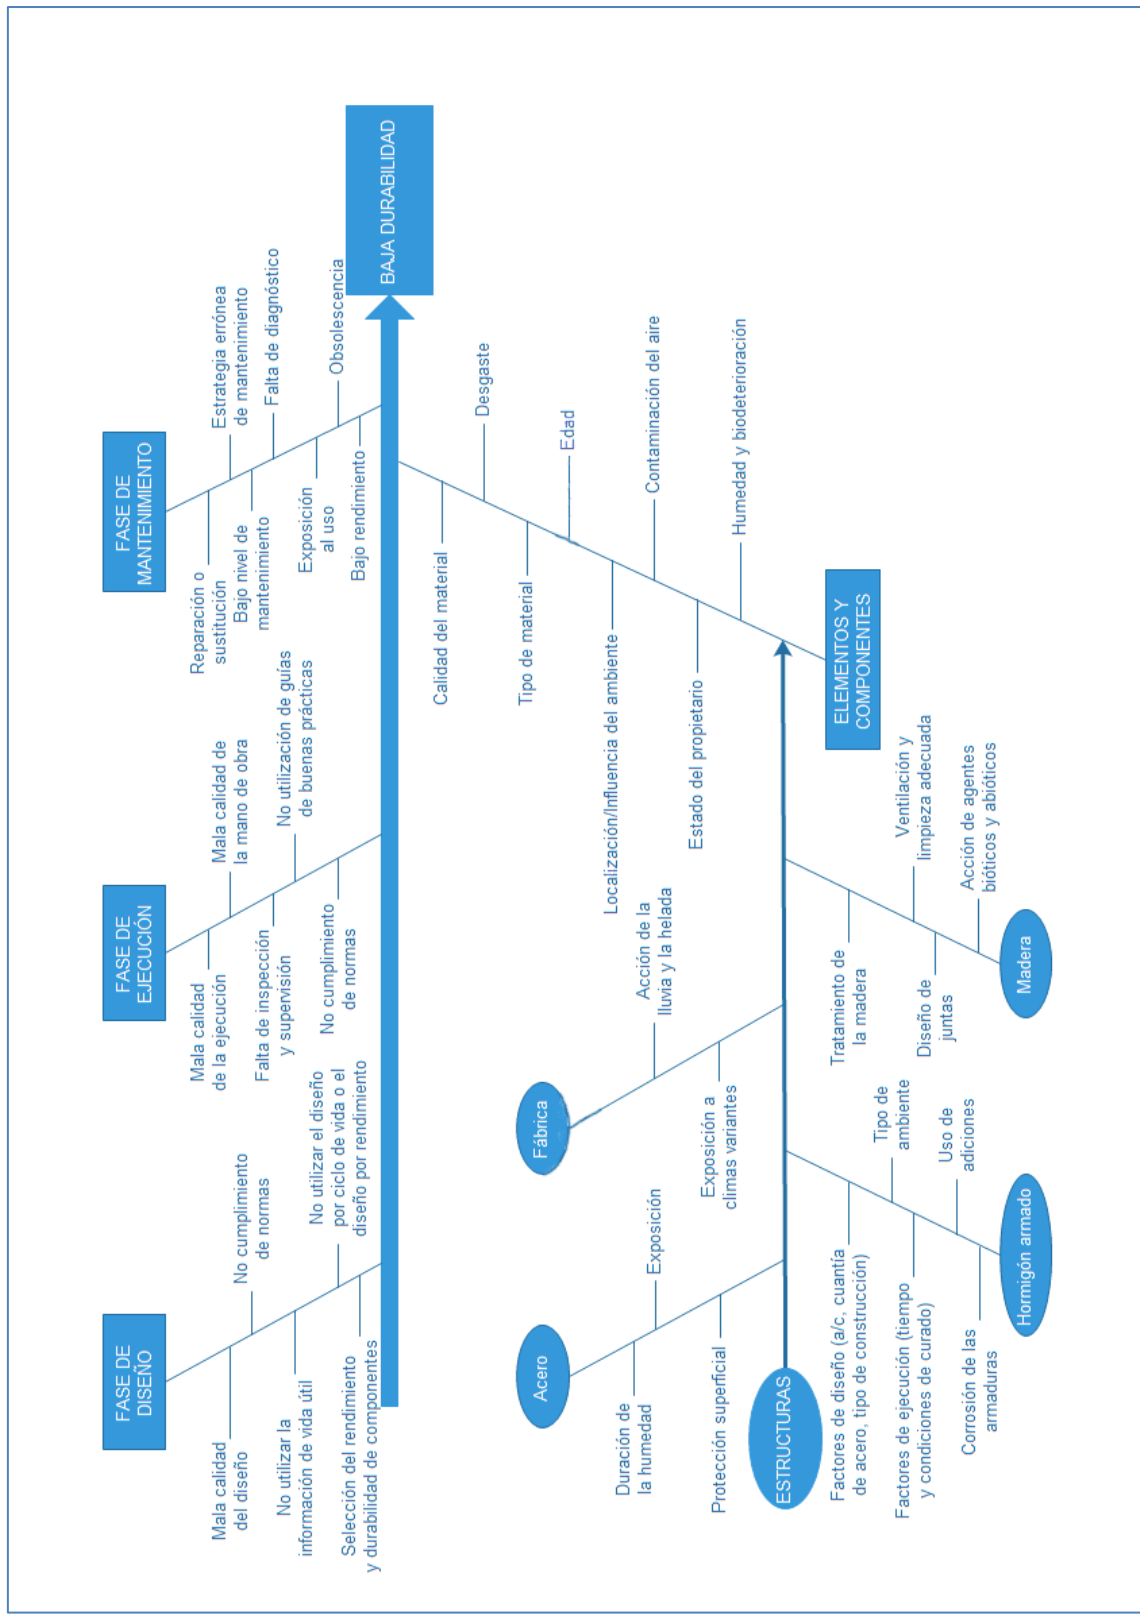 FASE DE
DISEÑO
Mala calidad
del diseño
No cumplimiento
de normas
No utilizar la
información de vida útil
No utilizar el diseño
por ciclo de vida o el
diseño por rendimiento
Selección del rendimiento
y durabilidad de componentes
FASE DE
EJECUCIÓN
Mala calidad
de la ejecución
Mala calidad de
la mano de obra
Falta de inspección
y supervisión
No utilización de guías
de buenas prácticas
No cumplimiento
de normas
FASE DE
MANTENIMIENTO
Reparación o
sustitución
Estrategia errónea
de mantenimiento
Bajo nivel de
mantenimiento
Falta de diagnóstico
Exposición
al uso
Obsolescencia
Bajo rendimiento
BAJA DURABILIDAD
Calidad del material
Desgaste
Tipo de material
Edad
Localización/Influencia del ambiente
Contaminación del aire
Estado del propietario
Humedad y biodeterioración
ELEMENTOS Y
COMPONENTES
Acero
Duración de
la humedad
Exposición
Protección superficial
Fábrica
Acción de la
lluvia y la helada
Exposición a
climas variantes
ESTRUCTURAS
Factores de diseño (a/c, cuantía
de acero, tipo de construcción)
Tipo de
ambiente
Factores de ejecución (tiempo
y condiciones de curado)
Uso de
adiciones
Corrosión de las
armaduras
Hormigón armado
Tratamiento de
la madera
Ventilación y
limpieza adecuada
Diseño de
juntas
Acción de agentes
bióticos y abióticos
Madera